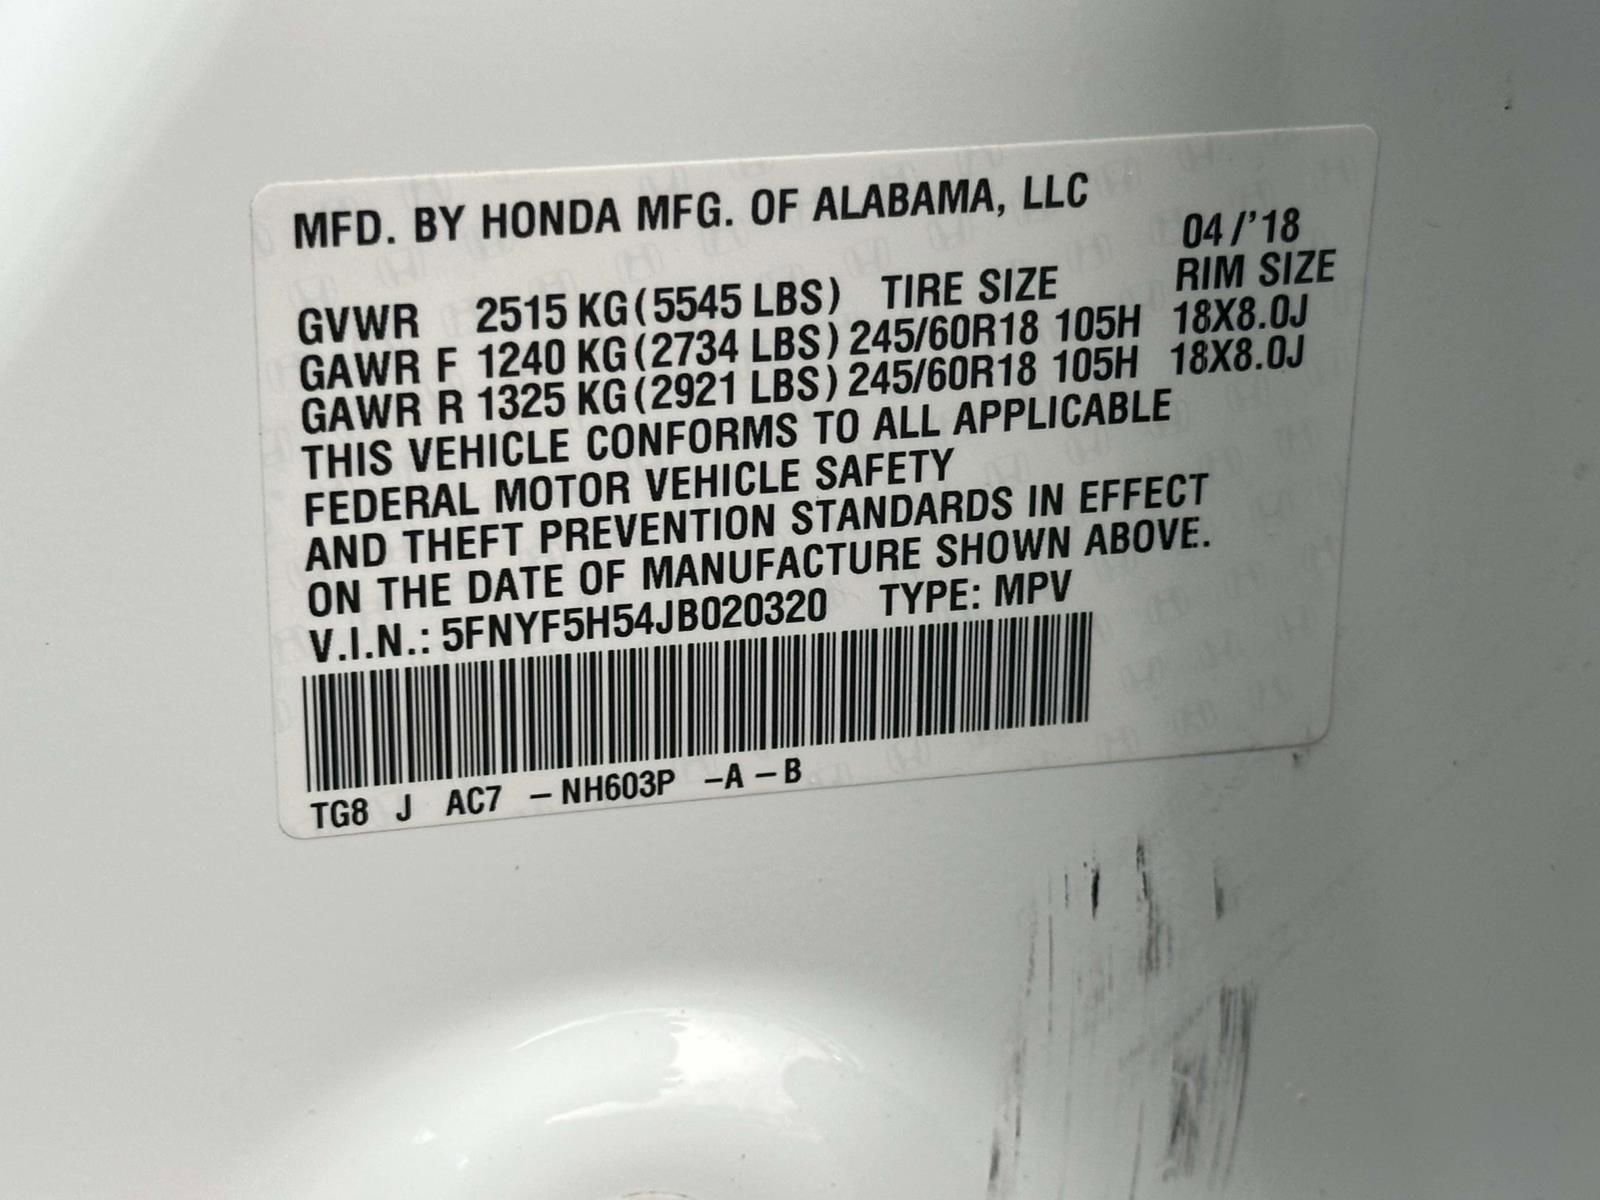 MFD. BY HONDA MFG. OF ALABAMA, LLC
04/'18
GVWR 2515 KG(5545 LBS) TIRE SIZE RIM SIZE
GAWR F 1240 KG(2734 LBS) 245/60R18 105H 18X8.0J
GAWR R 1325 KG(2921 LBS) 245/60R18 105H 18X8.0J
THIS VEHICLE CONFORMS TO ALL APPLICABLE
FEDERAL MOTOR VEHICLE SAFETY
AND THEFT PREVENTION STANDARDS IN EFFECT
ON THE DATE OF MANUFACTURE SHOWN ABOVE.
V.I.N.: 5FNYF5H54JB020320 TYPE: MPV
TG8 J AC7 -NH603P -A-B